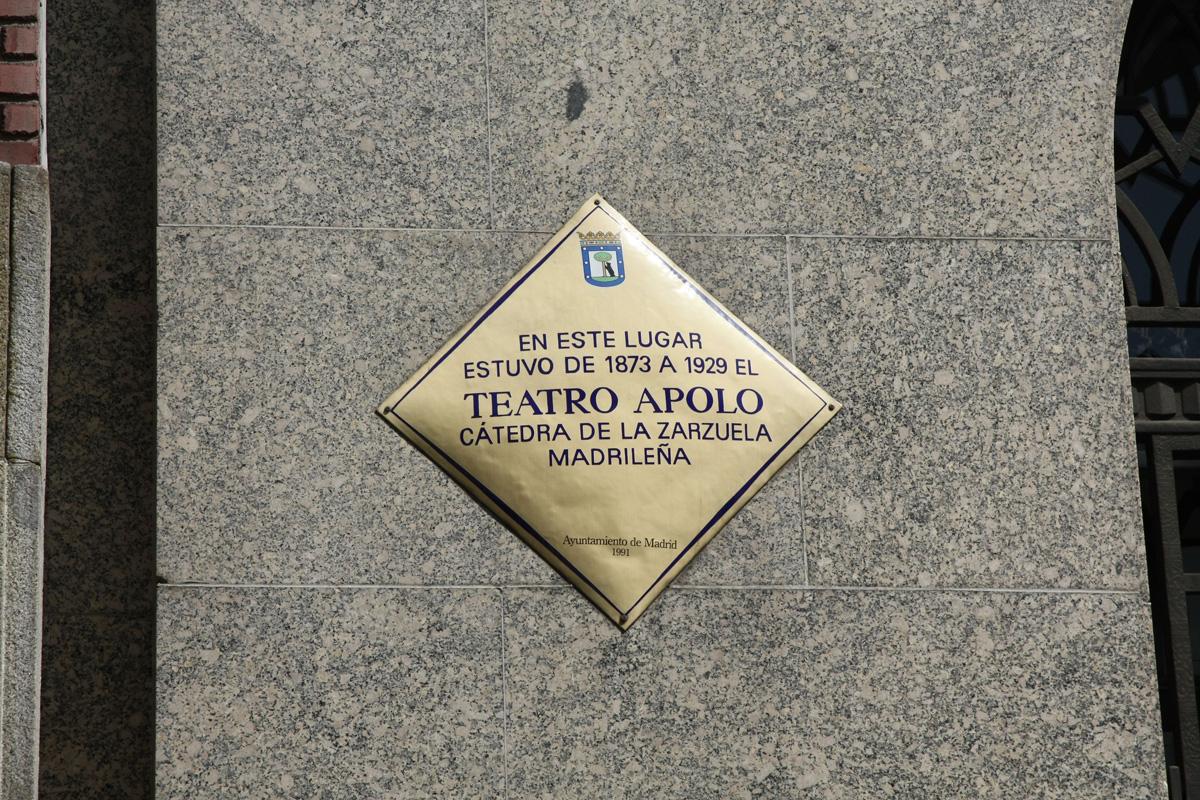 EN ESTE LUGAR
ESTUVO DE 1873 A 1929 EL
TEATRO APOLO
CÁTEDRA DE LA ZARZUELA
MADRILEÑA
Ayuntamiento de Madrid
1991